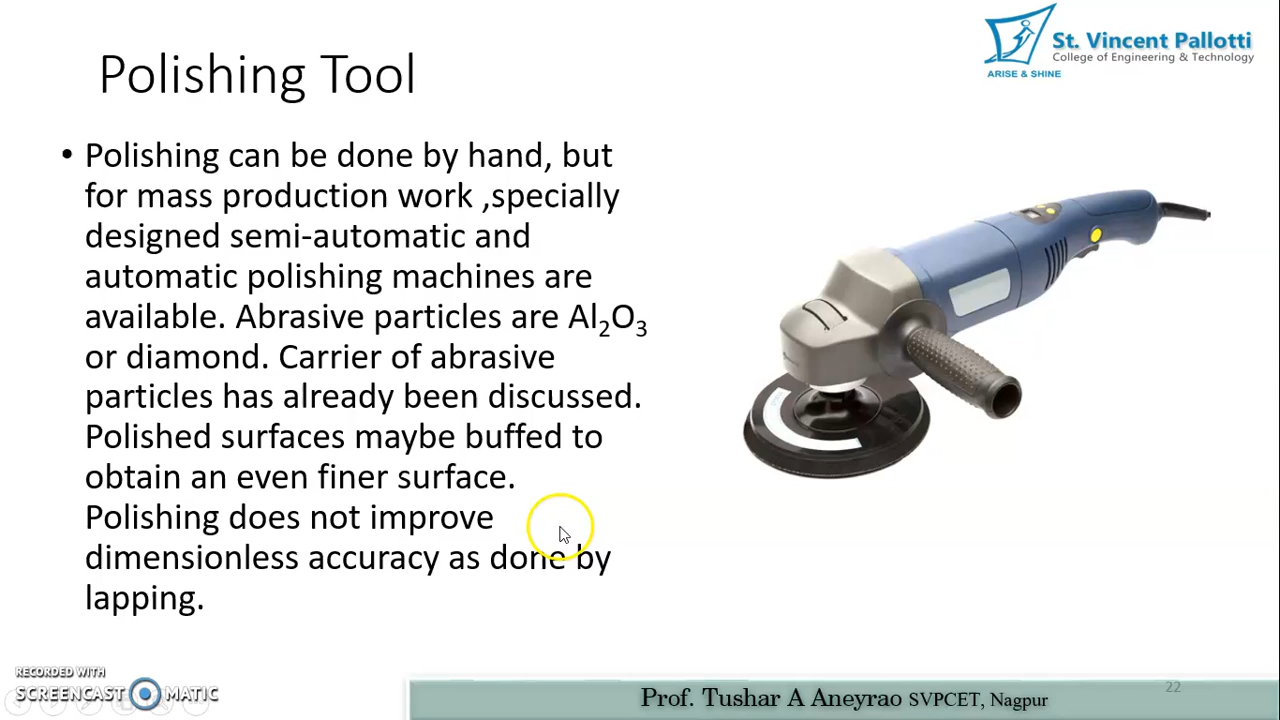 St. Vincent Pallotti
College of Engineering & Technology
ARISE & SHINE
Polishing Tool
• Polishing can be done by hand, but
for mass production work ,specially
designed semi-automatic and
automatic polishing machines are
available. Abrasive particles are Al₂O₃
or diamond. Carrier of abrasive
particles has already been discussed.
Polished surfaces maybe buffed to
obtain an even finer surface.
Polishing does not improve
dimensionless accuracy as done by
lapping.
RECORDED WITH
SCREENCAST MATIC
Prof. Tushar A Aneyrao SVPCET, Nagpur
22